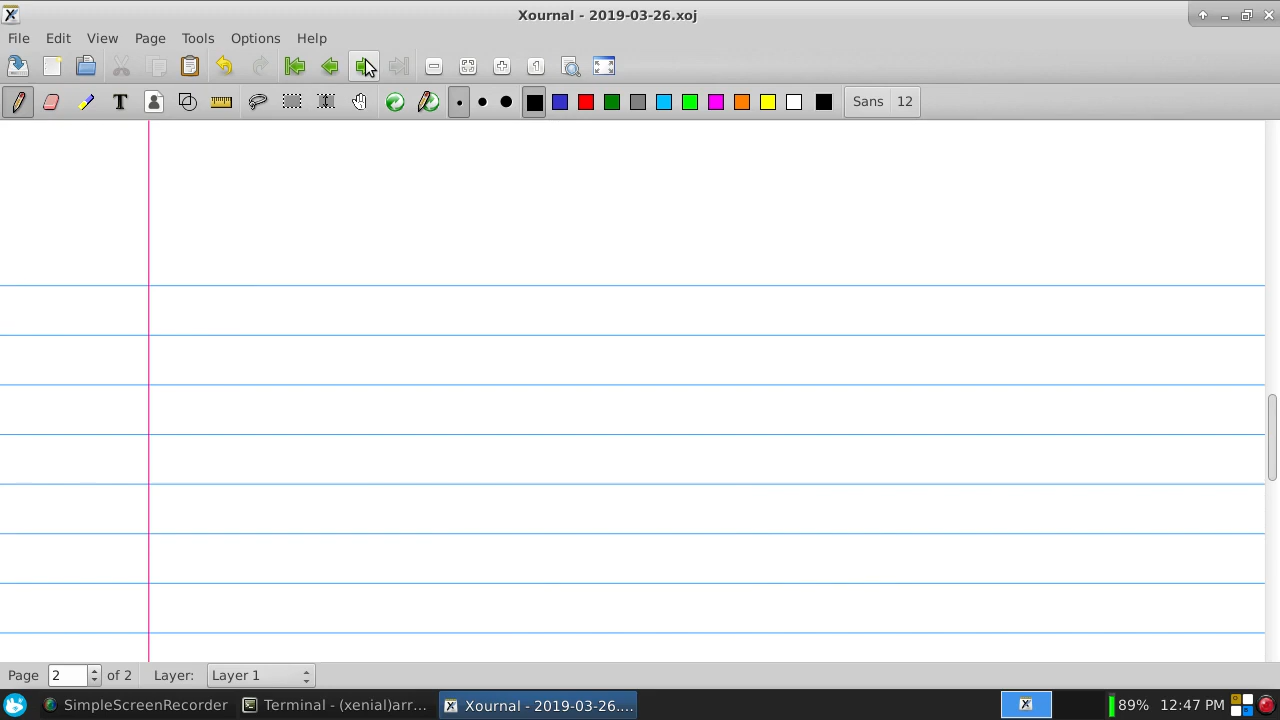 Xournal - 2019-03-26.xoj
File Edit View Page Tools Options Help
T Sans 12
Page 2 of 2 Layer: Layer 1
SimpleScreenRecorder Terminal - (xenial)arr... Xournal - 2019-03-26.... 89% 12:47 PM